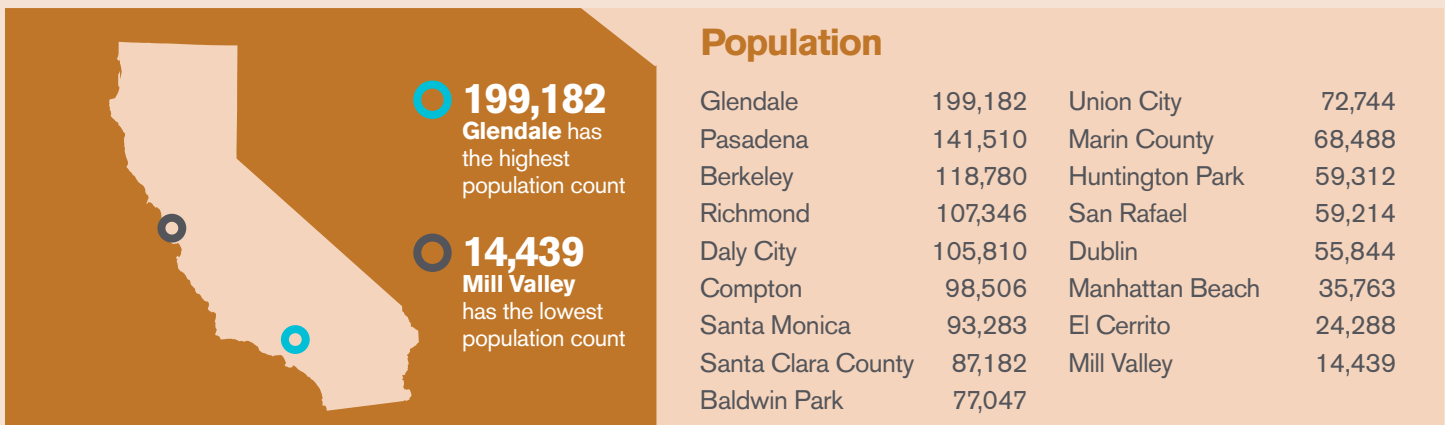 199,182
Glendale has
the highest
population count
14,439
Mill Valley
has the lowest
population count
Population
Glendale 199,182
Pasadena 141,510
Berkeley 118,780
Richmond 107,346
Daly City 105,810
Compton 98,506
Santa Monica 93,283
Santa Clara County 87,182
Baldwin Park 77,047
Union City 72,744
Marin County 68,488
Huntington Park 59,312
San Rafael 59,214
Dublin 55,844
Manhattan Beach 35,763
El Cerrito 24,288
Mill Valley 14,439